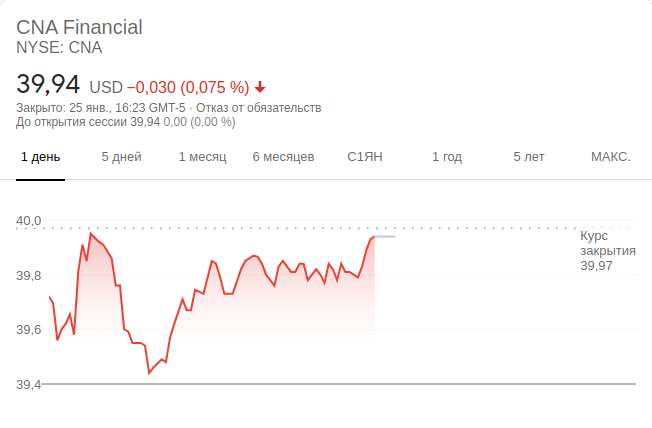 CNA Financial
NYSE: CNA
39,94 USD −0,030 (0,075 %)
Закрыто: 25 янв., 16:23 GMT-5 · Отказ от обязательств
До открытия сессии 39,94 0,00 (0,00 %)
1 день 5 дней 1 месяц 6 месяцев С1ЯН 1 год 5 лет МАКС.
40,0
Курс
закрытия
39,97
39,8
39,6
39,4